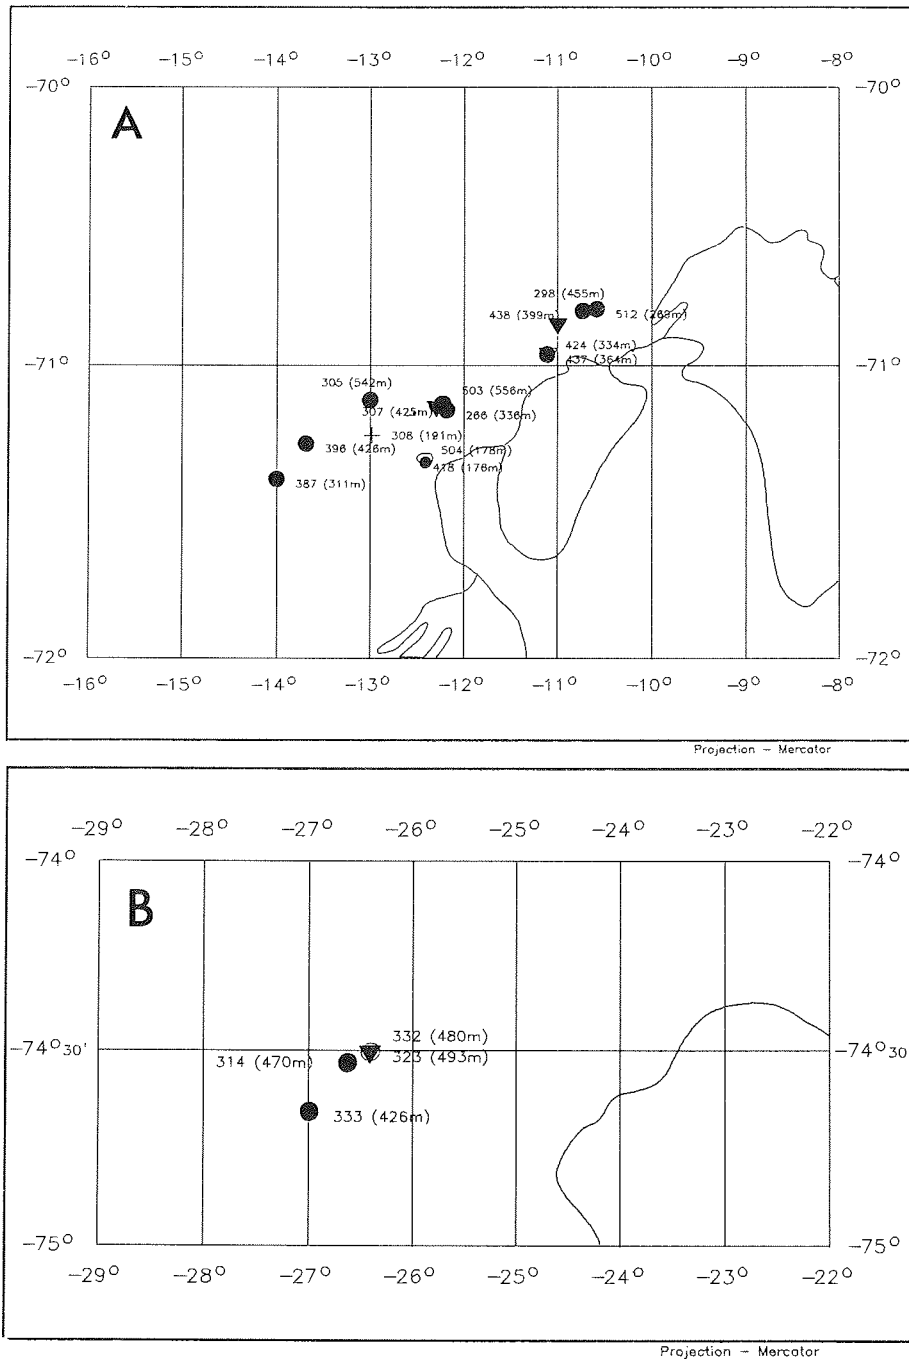 −16° −15° −14° −13° −12° −11° −10° −9° −8°
−70° −70°
A
298 (455m)
438 (399m) 512 (269m)
424 (334m)
−71° 437 (364m) −71°
305 (542m) 503 (556m)
307 (425m) 266 (336m)
308 (191m)
396 (426m) 504 (178m)
418 (176m)
387 (311m)
−72° −72°
−16° −15° −14° −13° −12° −11° −10° −9° −8°
Projection − Mercator
−29° −28° −27° −26° −25° −24° −23° −22°
−74° −74°
B
332 (480m)
−74°30' −74°30
314 (470m) 323 (493m)
333 (426m)
−75° −75°
−29° −28° −27° −26° −25° −24° −23° −22°
Projection − Mercator